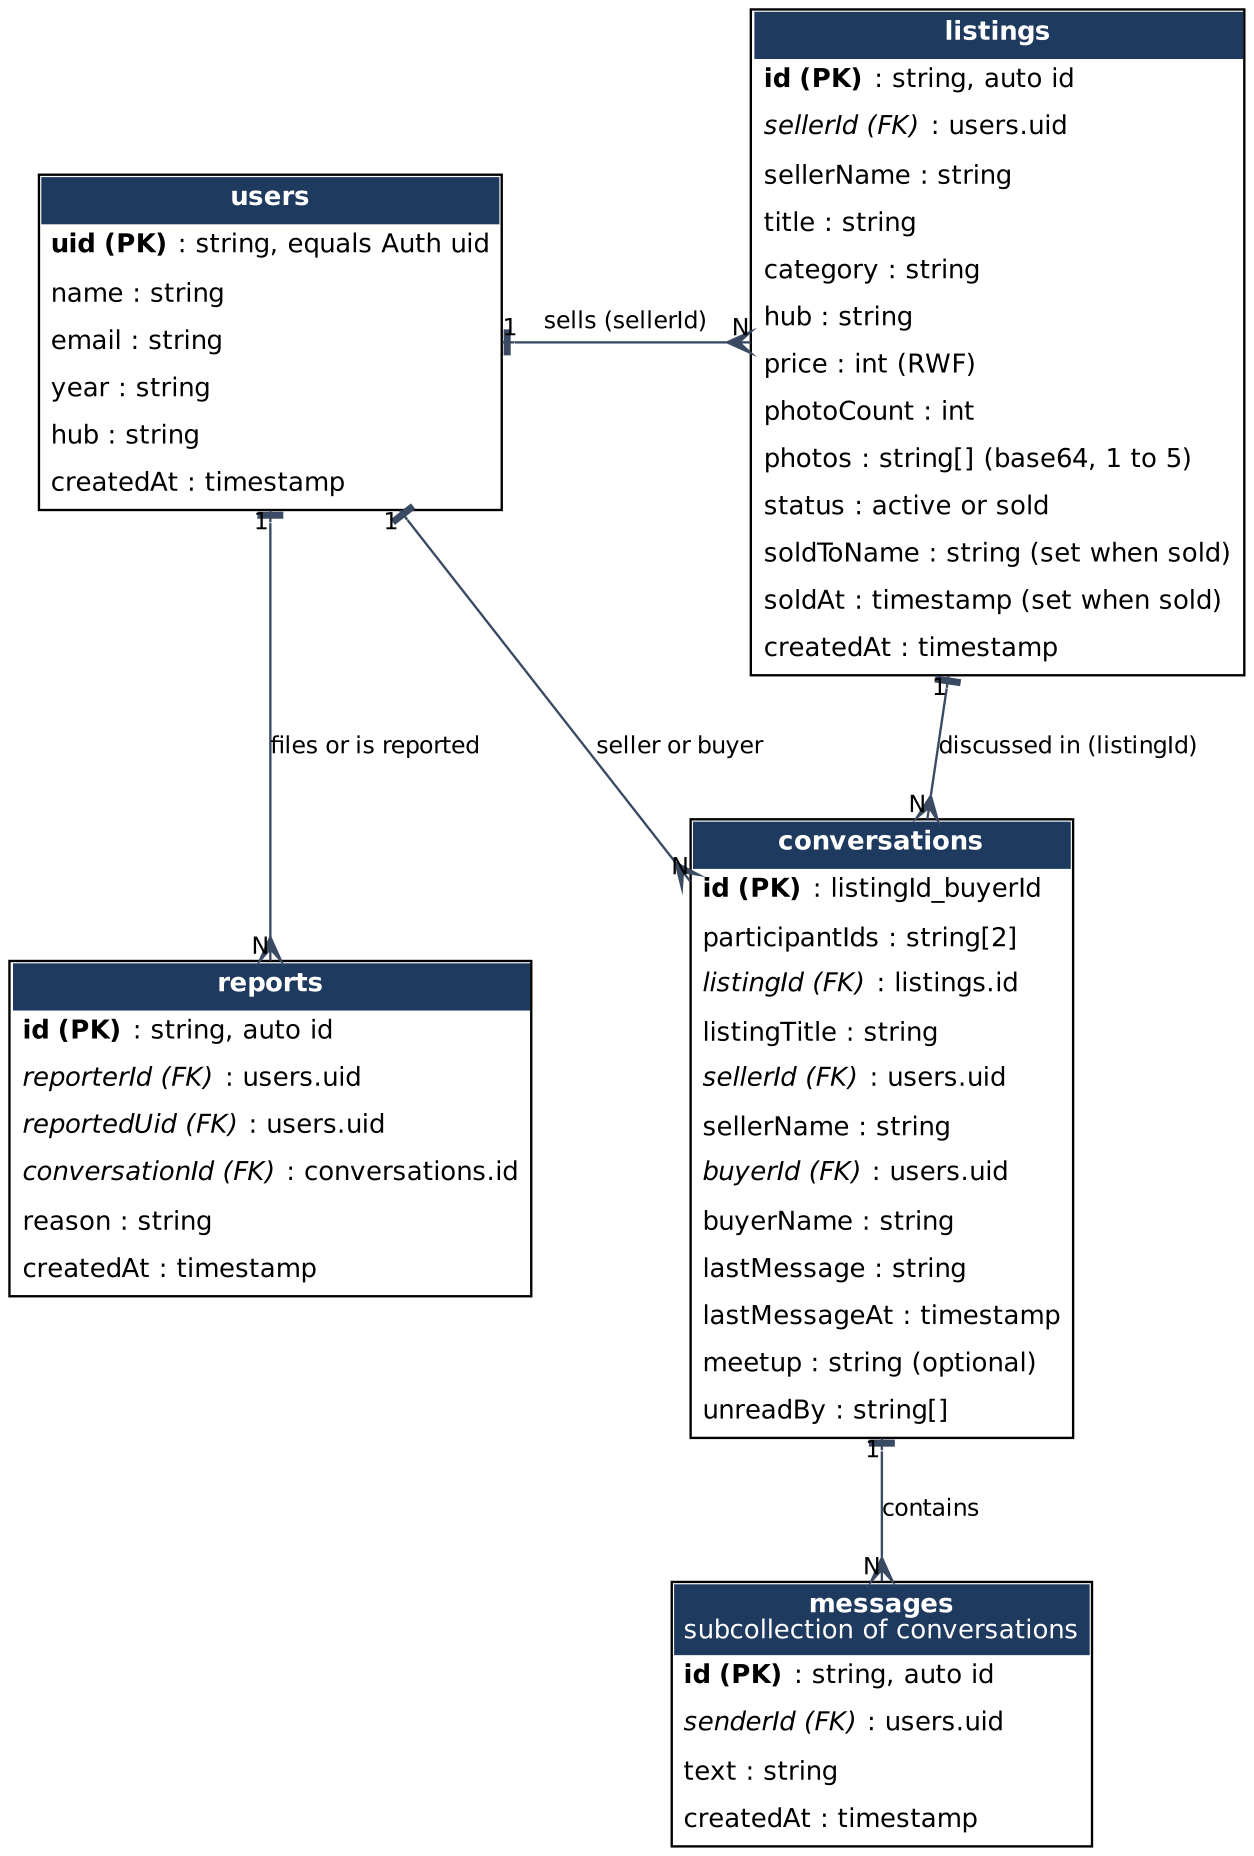 listings
id (PK) : string, auto id
sellerId (FK) : users.uid
sellerName : string
title : string
category : string
hub : string
price : int (RWF)
photoCount : int
photos : string[] (base64, 1 to 5)
status : active or sold
soldToName : string (set when sold)
soldAt : timestamp (set when sold)
createdAt : timestamp
users
uid (PK) : string, equals Auth uid
name : string
email : string
year : string
hub : string
createdAt : timestamp
1
sells (sellerId)
N
1
files or is reported
N
1
seller or buyer
N
1
discussed in (listingId)
N
conversations
id (PK) : listingId_buyerId
participantIds : string[2]
listingId (FK) : listings.id
listingTitle : string
sellerId (FK) : users.uid
sellerName : string
buyerId (FK) : users.uid
buyerName : string
lastMessage : string
lastMessageAt : timestamp
meetup : string (optional)
unreadBy : string[]
reports
id (PK) : string, auto id
reporterId (FK) : users.uid
reportedUid (FK) : users.uid
conversationId (FK) : conversations.id
reason : string
createdAt : timestamp
1
contains
N
messages
subcollection of conversations
id (PK) : string, auto id
senderId (FK) : users.uid
text : string
createdAt : timestamp